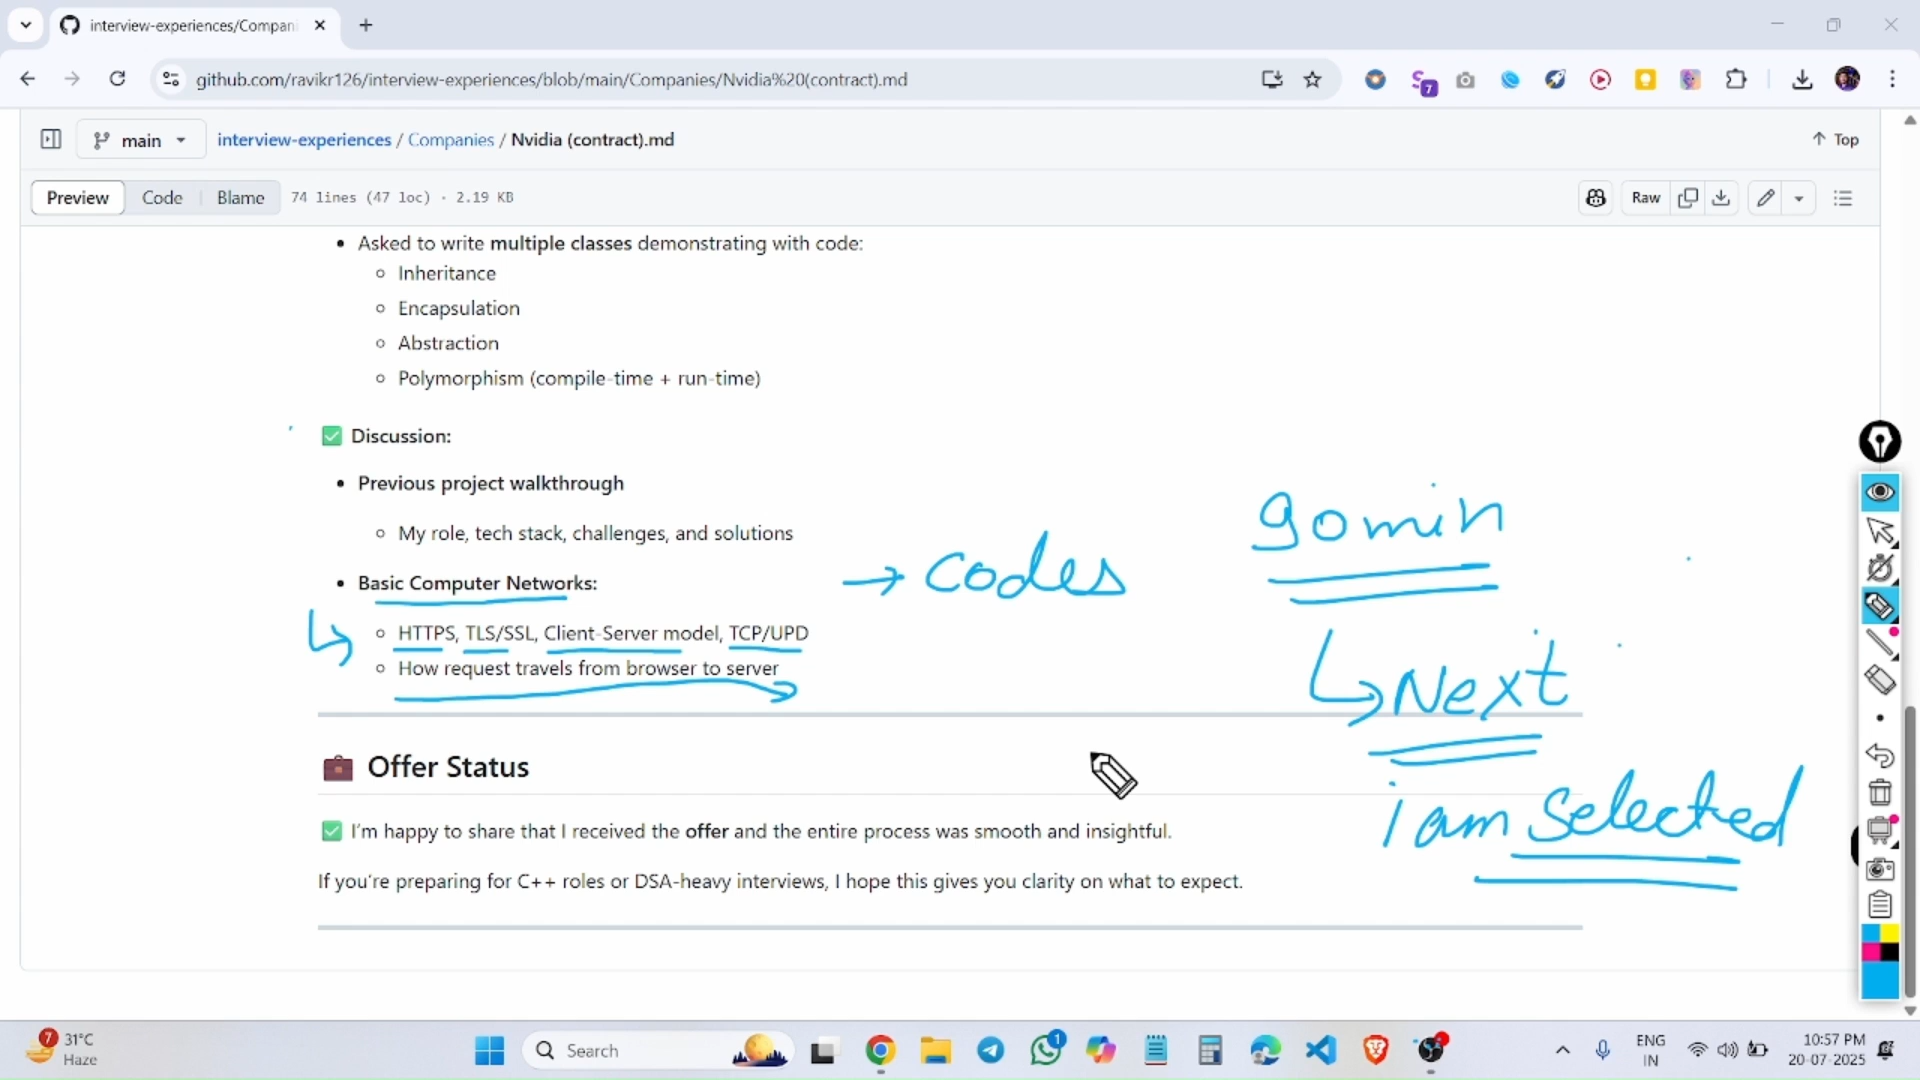 interview-experiences/Compani
github.com/ravikr126/interview-experiences/blob/main/Companies/Nvidia%20(contract).md
7
main
interview-experiences / Companies / Nvidia (contract).md
Top
Preview
Code
Blame
74 lines (47 loc) · 2.19 KB
Raw
• Asked to write multiple classes demonstrating with code:
Inheritance
Encapsulation
Abstraction
Polymorphism (compile-time + run-time)
✅ Discussion:
• Previous project walkthrough
My role, tech stack, challenges, and solutions
• Basic Computer Networks:
HTTPS, TLS/SSL, Client-Server model, TCP/UPD
How request travels from browser to server
→ codes
90 min
↳ Next
i am selected
💼 Offer Status
✅ I'm happy to share that I received the offer and the entire process was smooth and insightful.
If you're preparing for C++ roles or DSA-heavy interviews, I hope this gives you clarity on what to expect.
7
31°C
Haze
Search
1
ENG
IN
10:57 PM
20-07-2025